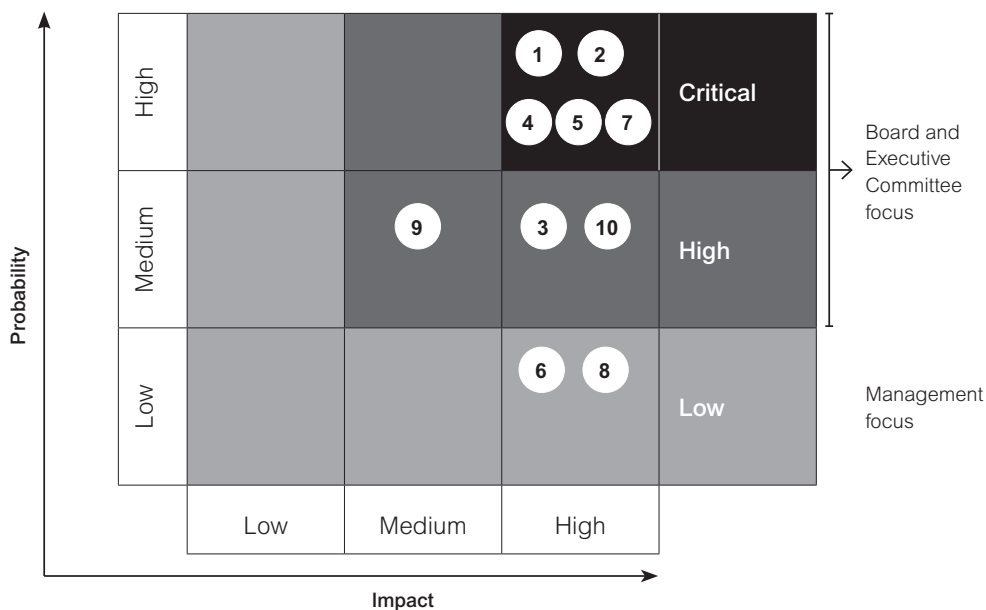 High
1
2
4
5
7
Critical
Board and
Executive
Committee
focus
Medium
9
3
10
High
Probability
Low
6
8
Low
Management
focus
Low
Medium
High
Impact